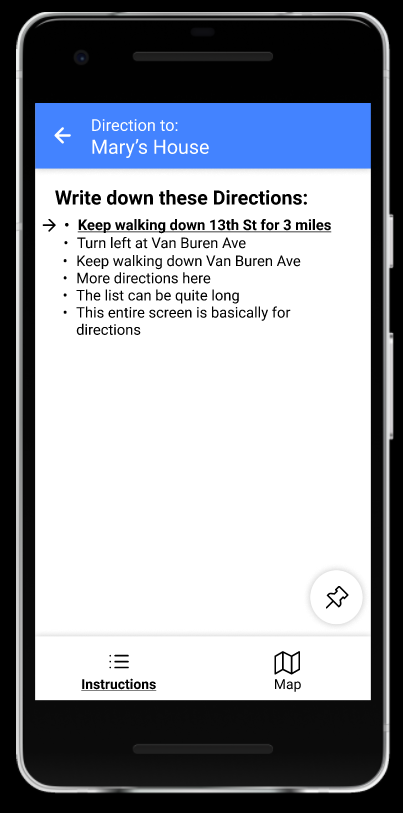 Direction to:
Mary’s House
Write down these Directions:
Keep walking down 13th St for 3 miles
Turn left at Van Buren Ave
Keep walking down Van Buren Ave
More directions here
The list can be quite long
This entire screen is basically for
directions
Instructions
Map